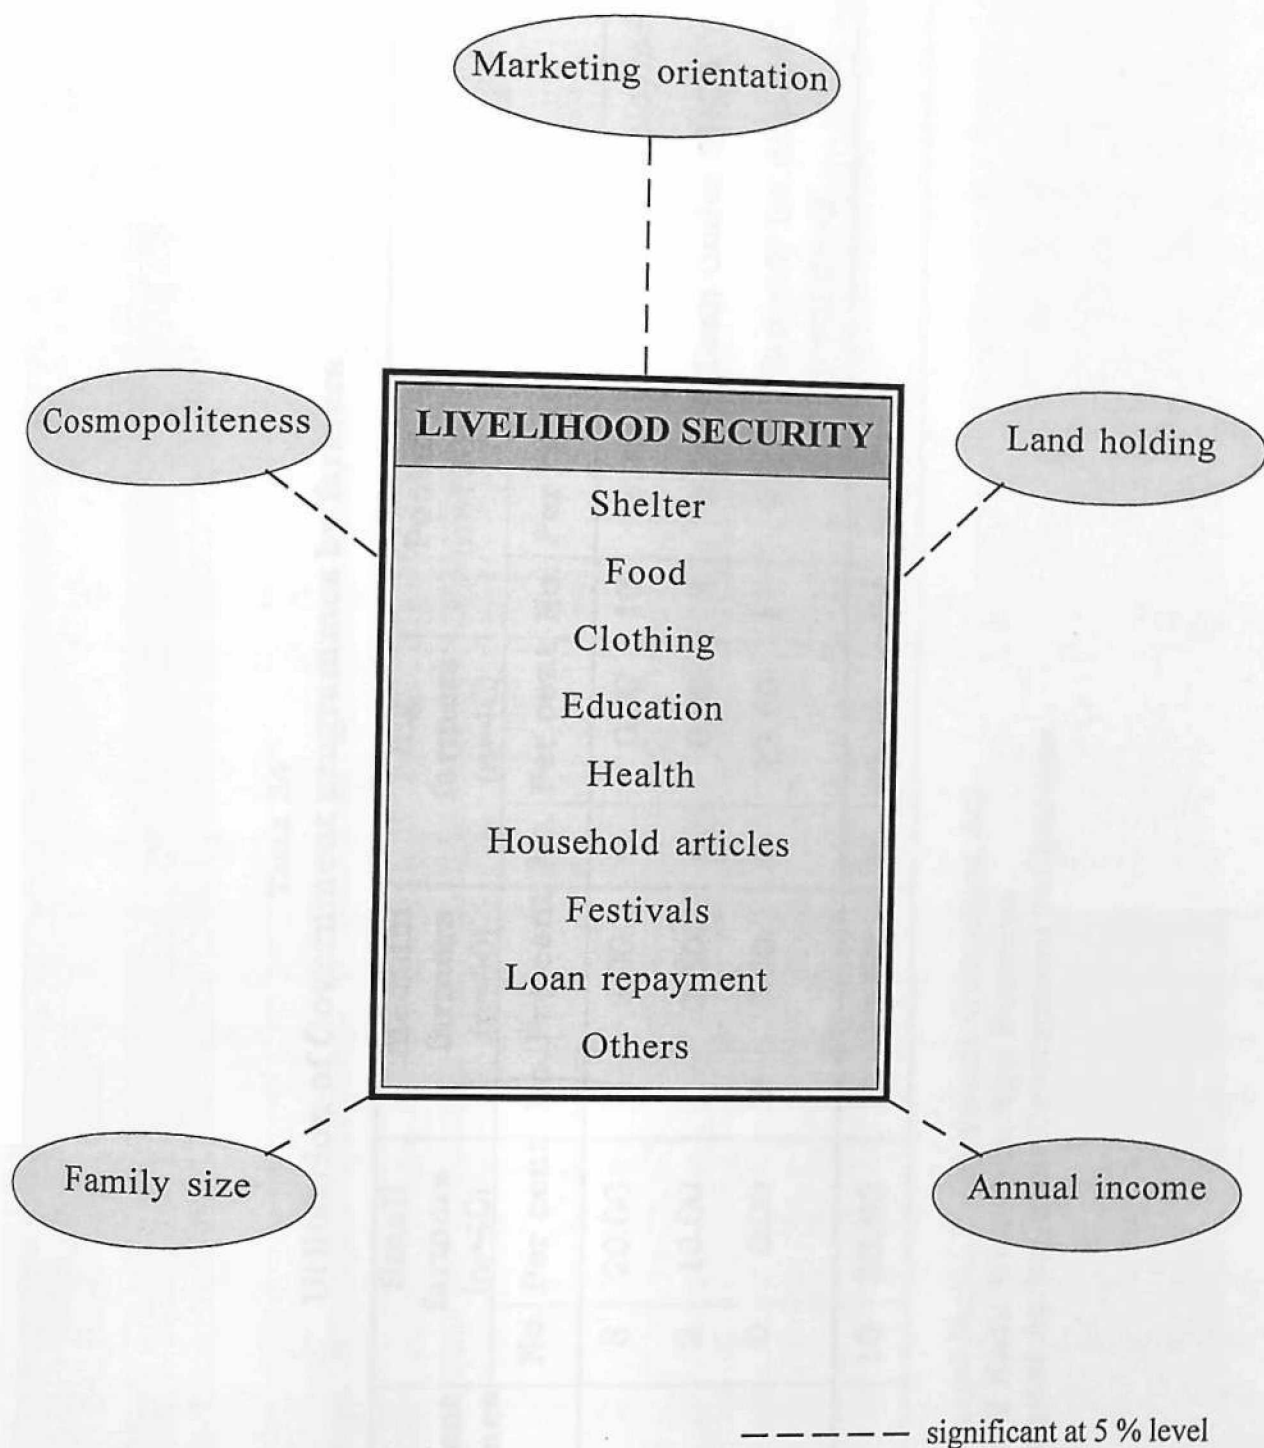 Marketing orientation
Cosmopoliteness
Land holding
LIVELIHOOD SECURITY
Shelter
Food
Clothing
Education
Health
Household articles
Festivals
Loan repayment
Others
Family size
Annual income
significant at 5 % level